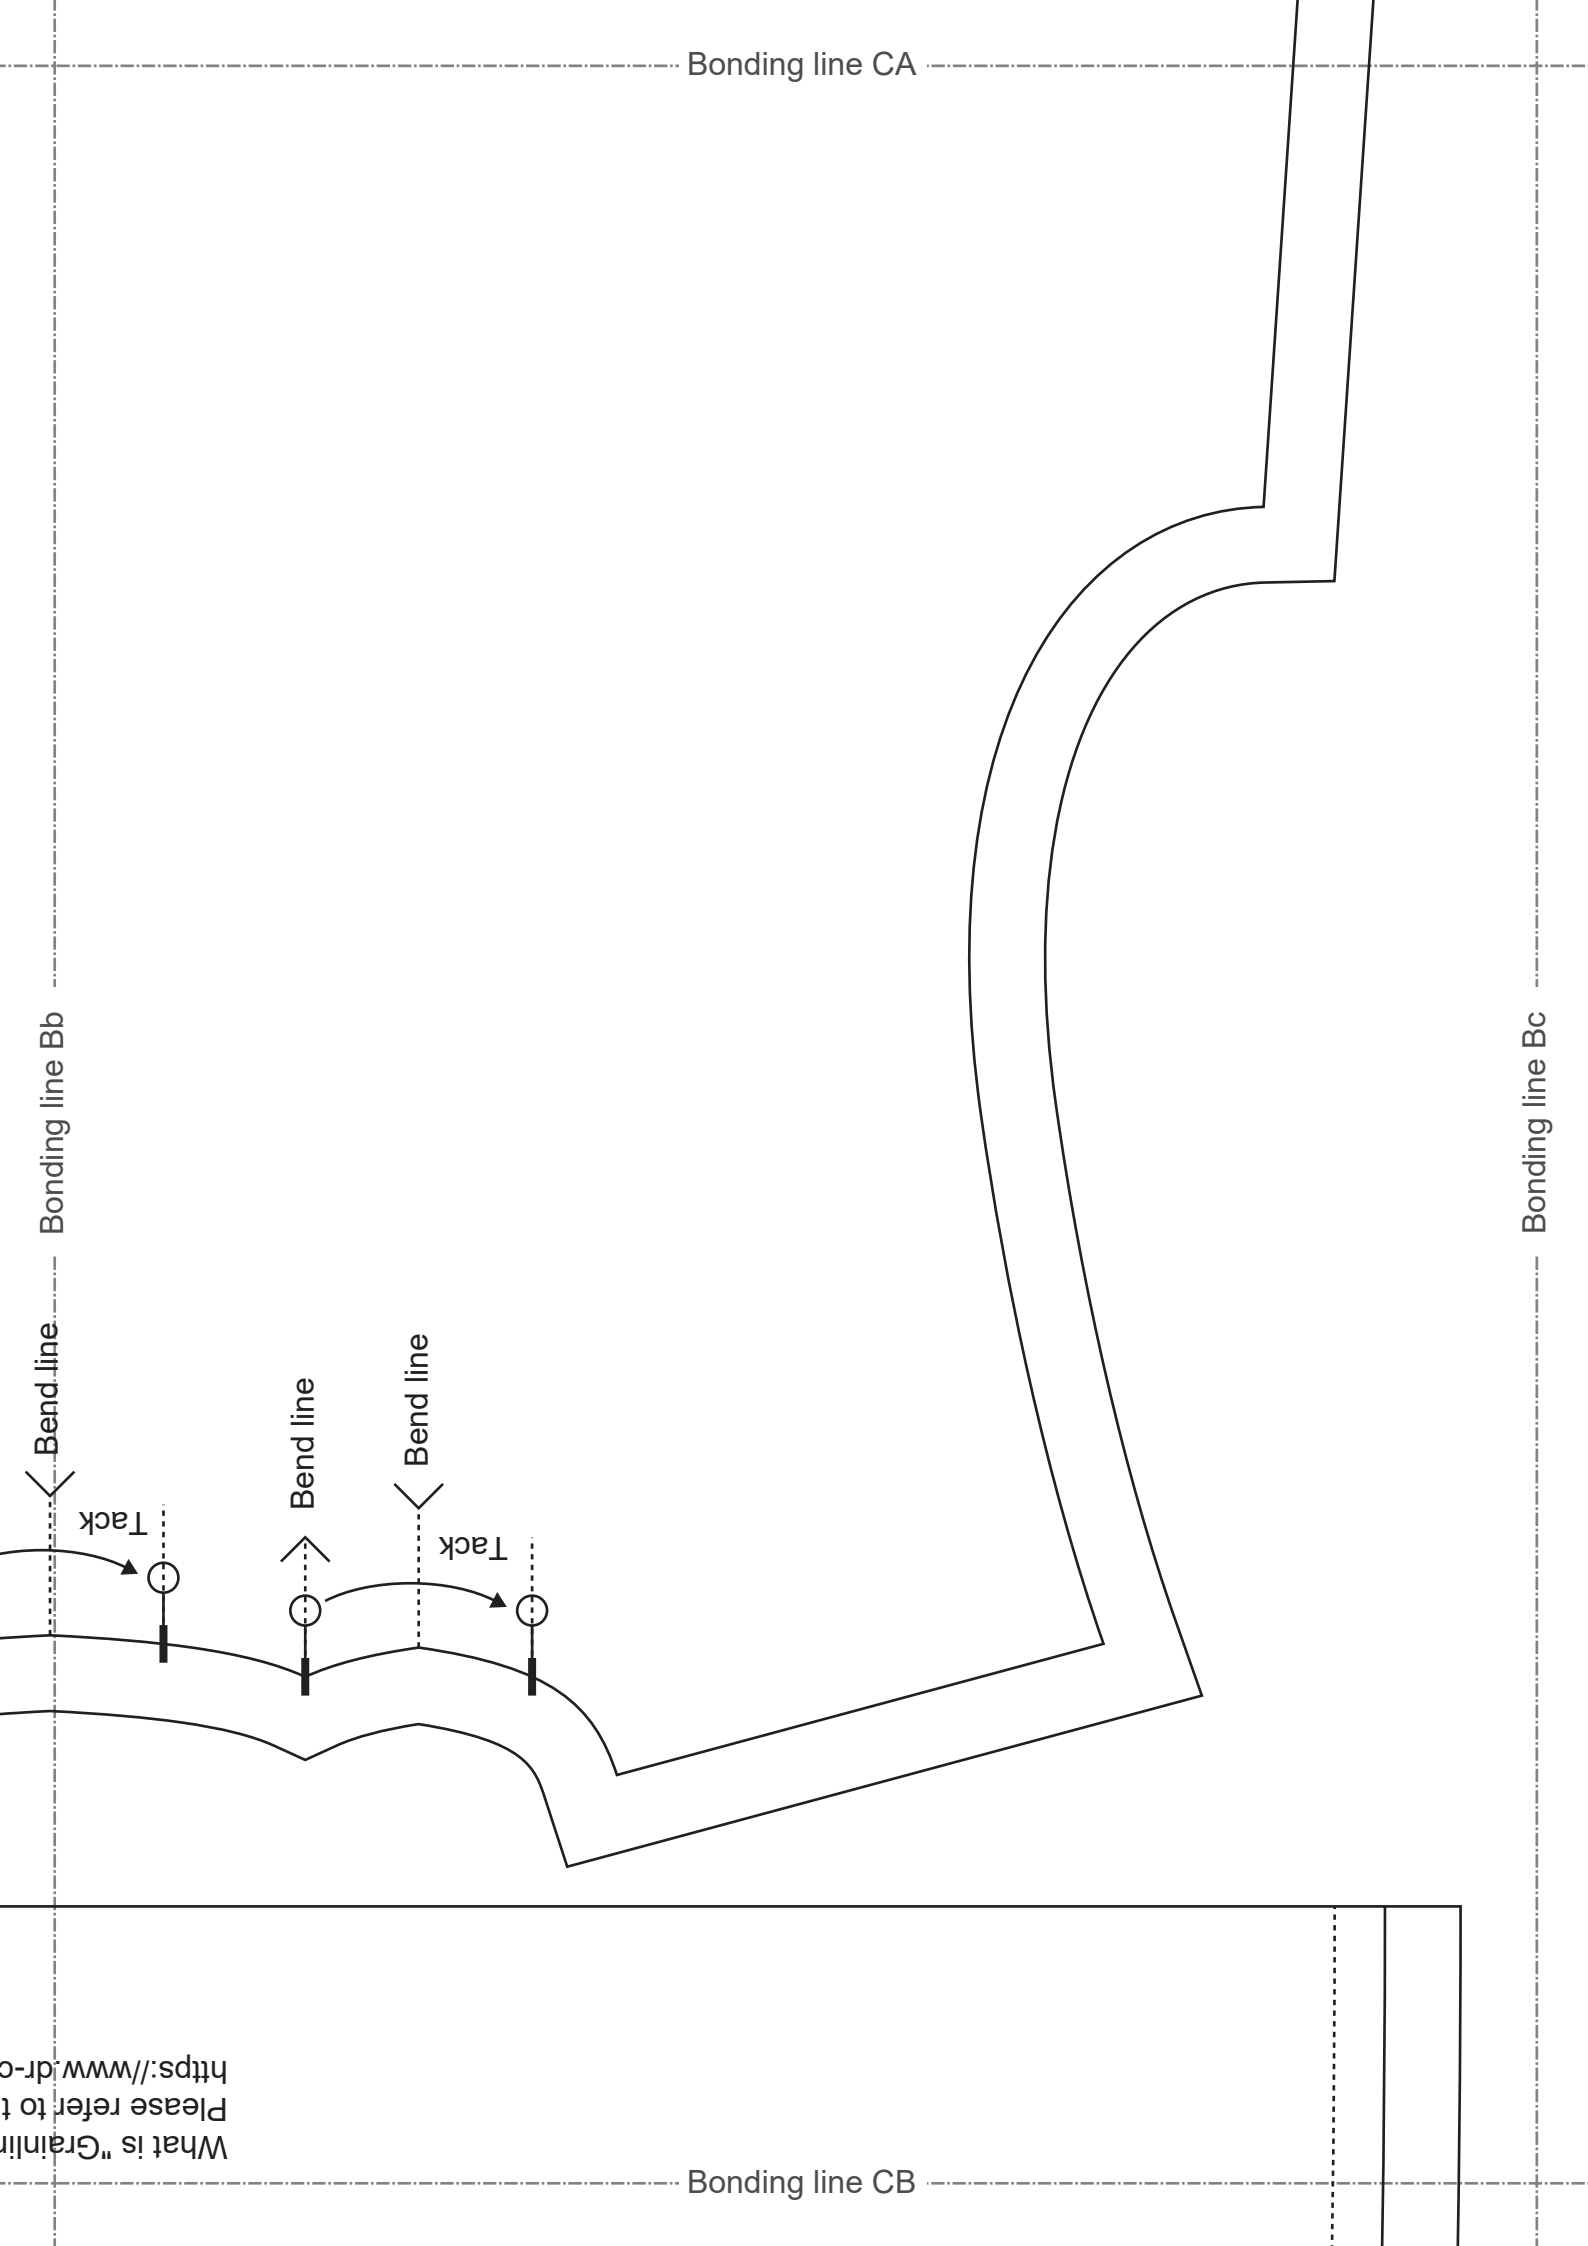 Bonding line CA
Bonding line Bb
Bonding line Bc
Bend line
Bend line
Bend line
Tack
Tack
What is "Grainlin
Please refer to t
https://www.dr-c
Bonding line CB